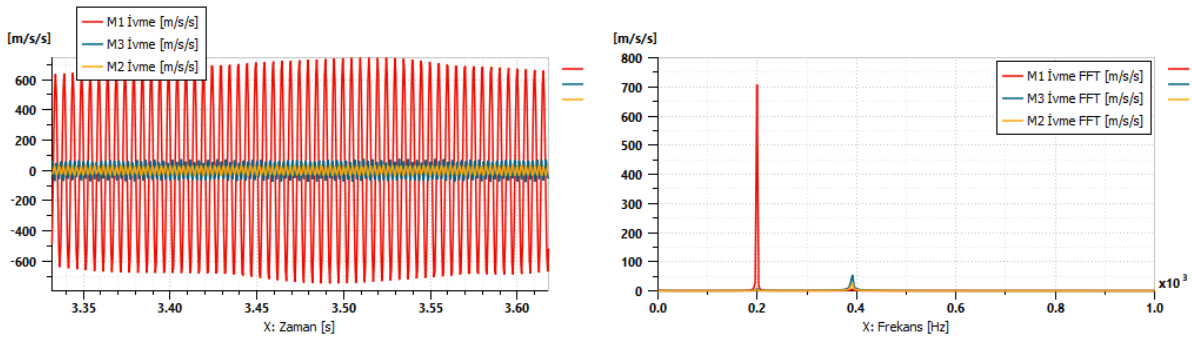 [m/s/s]
M1 İvme [m/s/s]
M3 İvme [m/s/s]
M2 İvme [m/s/s]
600
400
200
0
-200
-400
-600
3.35
3.40
3.45
3.50
3.55
3.60
X: Zaman [s]
[m/s/s]
M1 İvme FFT [m/s/s]
M3 İvme FFT [m/s/s]
M2 İvme FFT [m/s/s]
800
700
600
500
400
300
200
100
0
0.0
0.2
0.4
0.6
0.8
1.0
x10 3
X: Frekans [Hz]